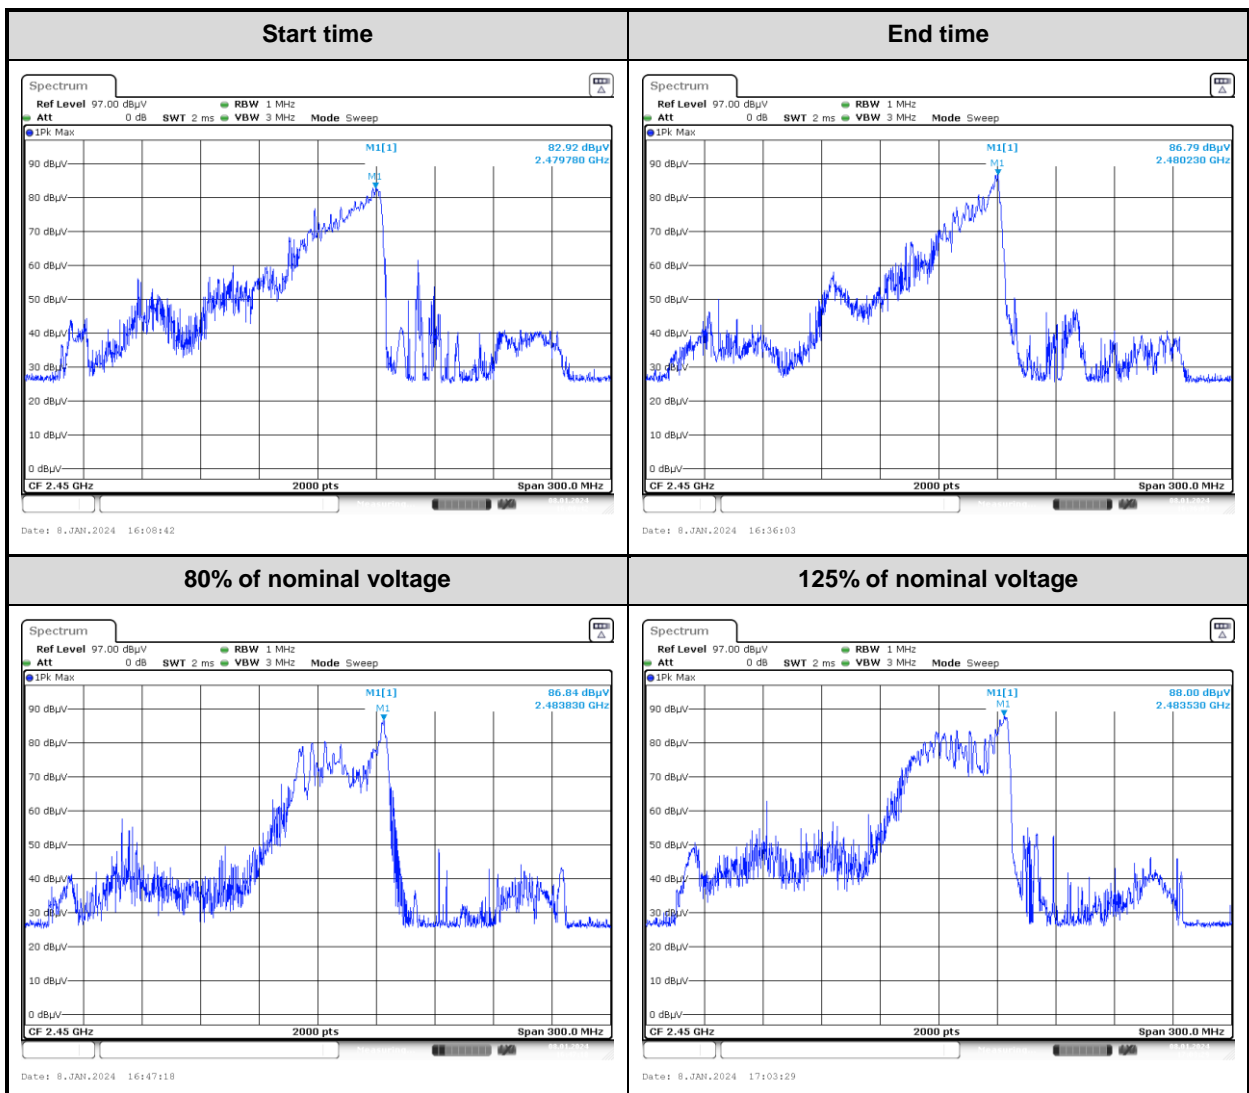 Start time
End time
Spectrum
Ref Level 97.00 dBµV RBW 1 MHz
Att 0 dB SWT 2 ms VBW 3 MHz Mode Sweep
1Pk Max
M1[1] 82.92 dBµV
2.479780 GHz
M1
90 dBµV
80 dBµV
70 dBµV
60 dBµV
50 dBµV
40 dBµV
30 dBµV
20 dBµV
10 dBµV
0 dBµV
CF 2.45 GHz 2000 pts Span 300.0 MHz
Date: 8.JAN.2024 16:08:42
Spectrum
Ref Level 97.00 dBµV RBW 1 MHz
Att 0 dB SWT 2 ms VBW 3 MHz Mode Sweep
1Pk Max
M1[1] 86.79 dBµV
2.480230 GHz
M1
90 dBµV
80 dBµV
70 dBµV
60 dBµV
50 dBµV
40 dBµV
30 dBµV
20 dBµV
10 dBµV
0 dBµV
CF 2.45 GHz 2000 pts Span 300.0 MHz
Date: 8.JAN.2024 16:36:03
80% of nominal voltage
125% of nominal voltage
Spectrum
Ref Level 97.00 dBµV RBW 1 MHz
Att 0 dB SWT 2 ms VBW 3 MHz Mode Sweep
1Pk Max
M1[1] 86.84 dBµV
2.483830 GHz
M1
90 dBµV
80 dBµV
70 dBµV
60 dBµV
50 dBµV
40 dBµV
30 dBµV
20 dBµV
10 dBµV
0 dBµV
CF 2.45 GHz 2000 pts Span 300.0 MHz
Date: 8.JAN.2024 16:47:18
Spectrum
Ref Level 97.00 dBµV RBW 1 MHz
Att 0 dB SWT 2 ms VBW 3 MHz Mode Sweep
1Pk Max
M1[1] 88.00 dBµV
2.483530 GHz
M1
90 dBµV
80 dBµV
70 dBµV
60 dBµV
50 dBµV
40 dBµV
30 dBµV
20 dBµV
10 dBµV
0 dBµV
CF 2.45 GHz 2000 pts Span 300.0 MHz
Date: 8.JAN.2024 17:03:29